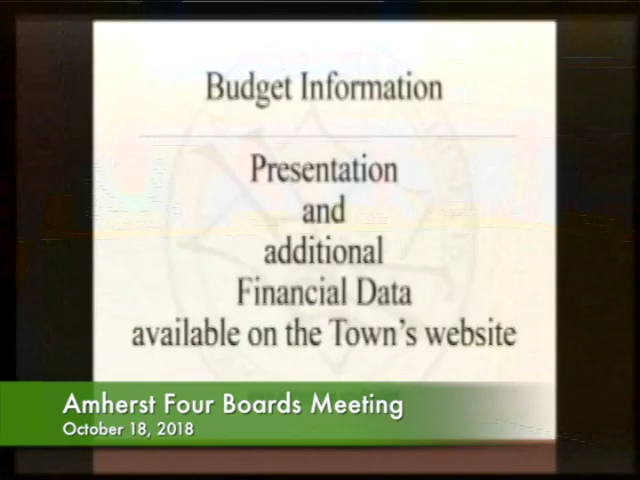 Budget Information
Presentation
and
additional
Financial Data
available on the Town's website
Amherst Four Boards Meeting
October 18, 2018